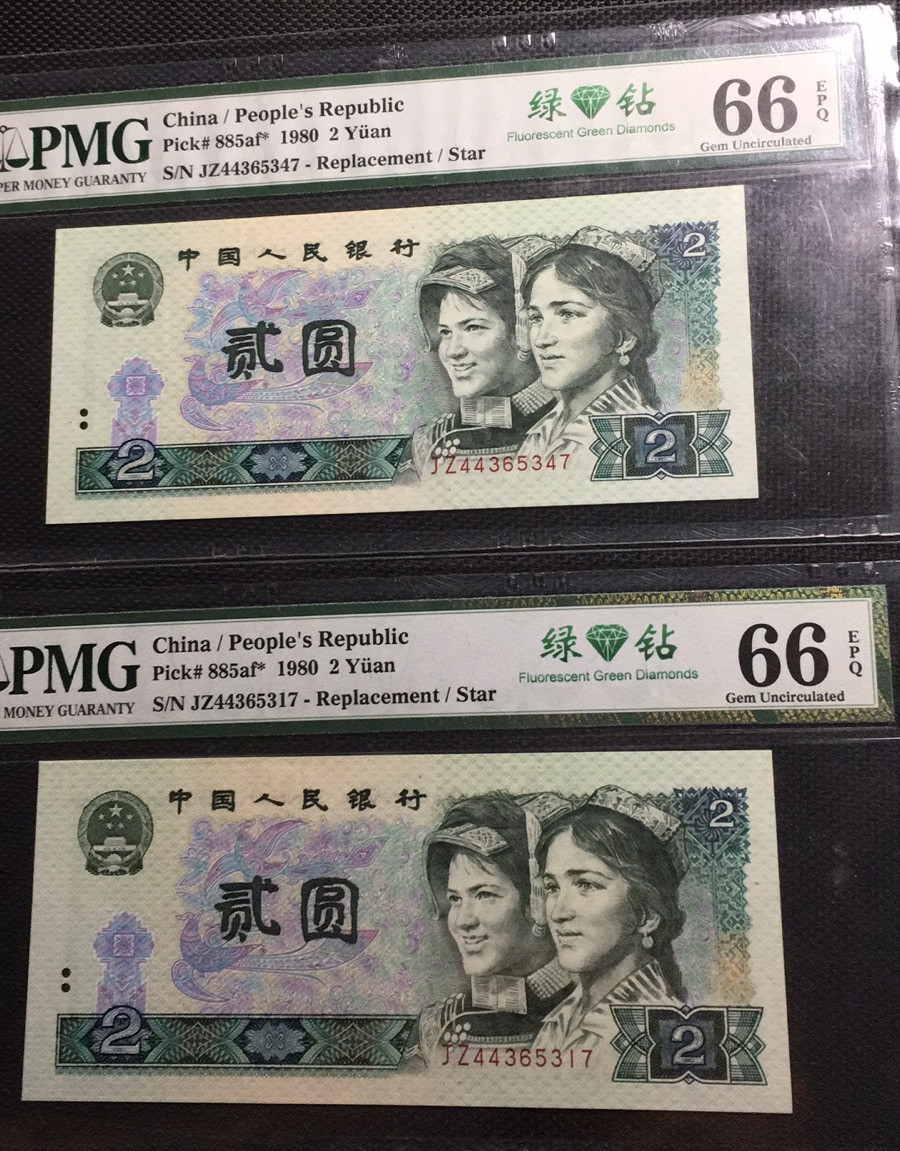 PMG
PER MONEY GUARANTY
China / People's Republic
Pick# 885af* 1980 2 Yüan
S/N JZ44365347 - Replacement / Star
绿 钻
Fluorescent Green Diamonds
66
EPQ
Gem Uncirculated
中国人民银行
2
贰圆
2
JZ44365347
2
PMG
MONEY GUARANTY
China / People's Republic
Pick# 885af* 1980 2 Yüan
S/N JZ44365317 - Replacement / Star
绿 钻
Fluorescent Green Diamonds
66
EPQ
Gem Uncirculated
中国人民银行
2
贰圆
2
JZ44365317
2